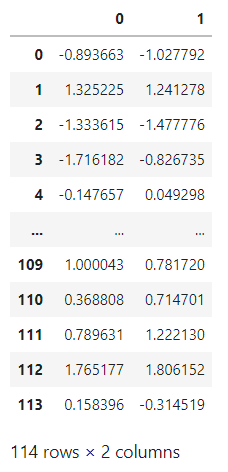 0 1
0 -0.893663 -1.027792
1 1.325225 1.241278
2 -1.333615 -1.477776
3 -1.716182 -0.826735
4 -0.147657 0.049298
... ... ...
109 1.000043 0.781720
110 0.368808 0.714701
111 0.789631 1.222130
112 1.765177 1.806152
113 0.158396 -0.314519
114 rows × 2 columns